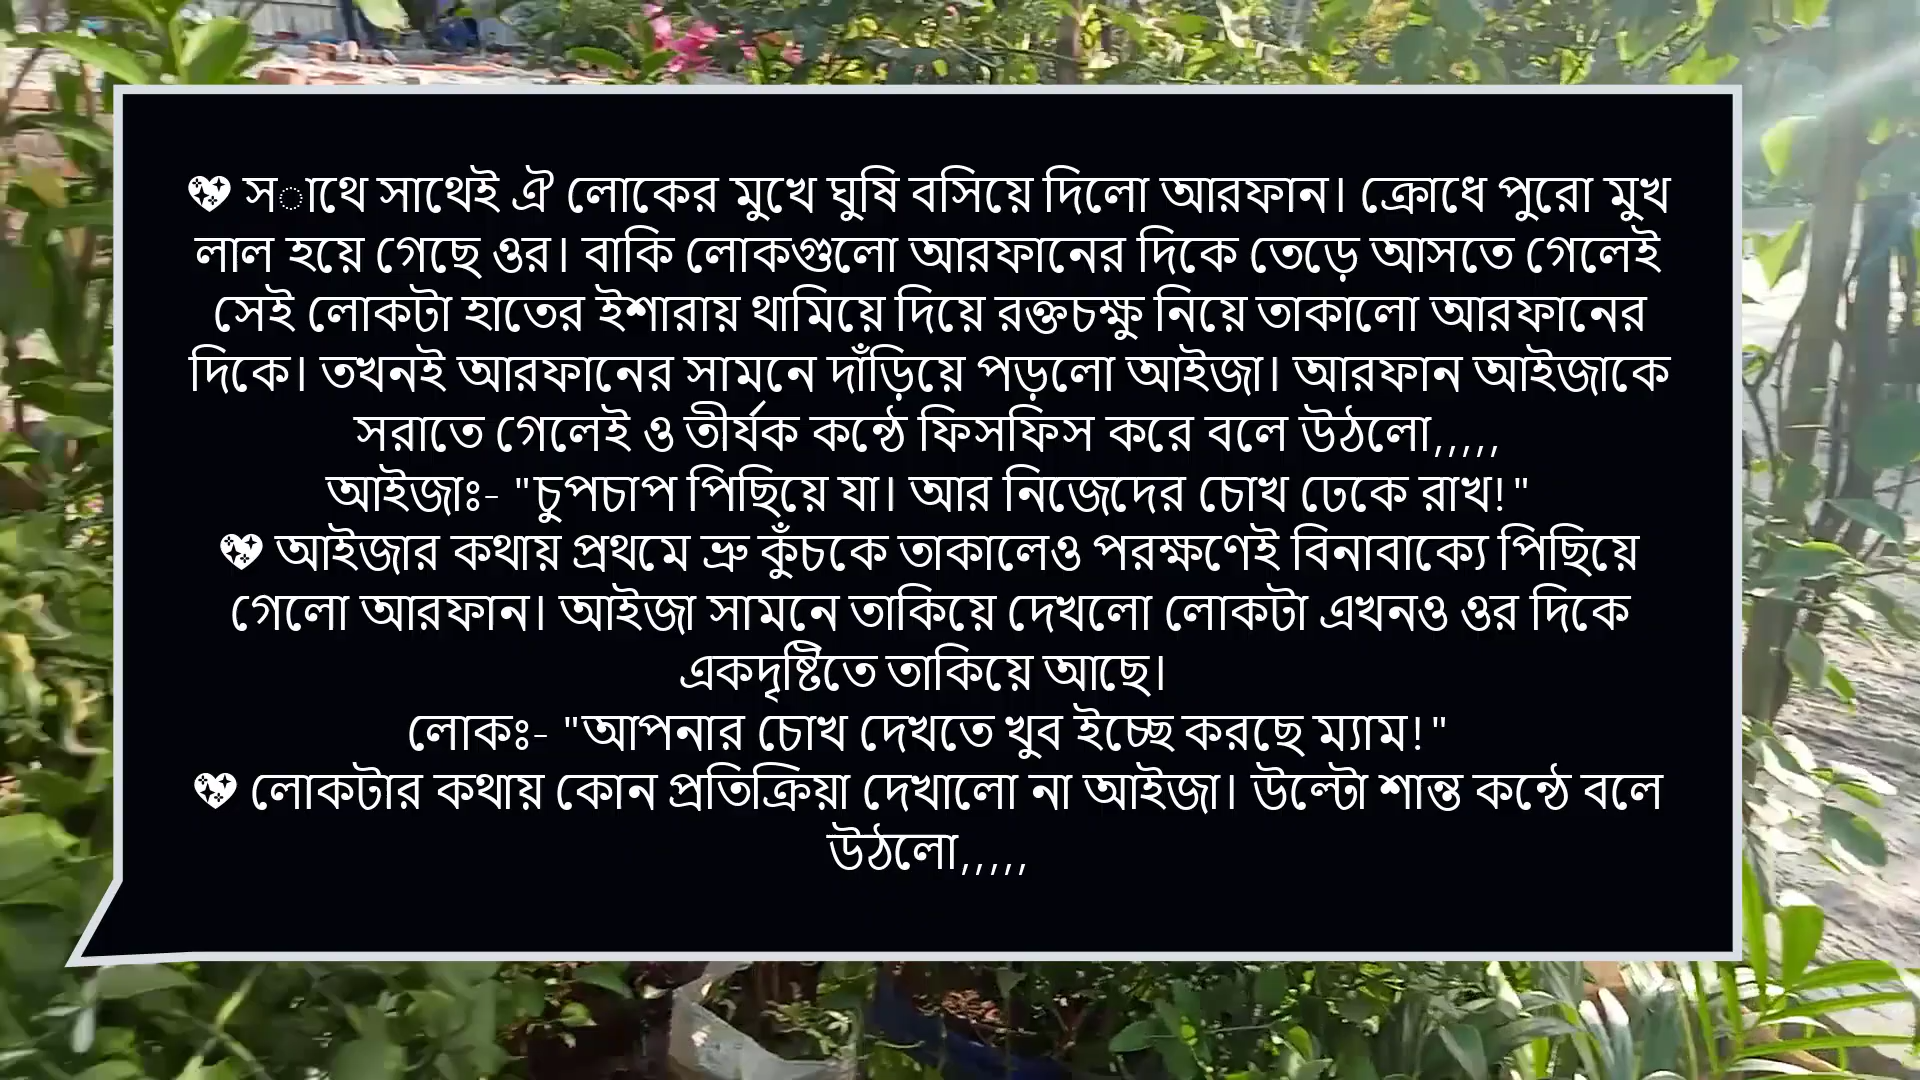 💖 সাথে সাথেই ঐ লোকের মুখে ঘুষি বসিয়ে দিলো আরফান। ক্রোধে পুরো মুখ
লাল হয়ে গেছে ওর। বাকি লোকগুলো আরফানের দিকে তেড়ে আসতে গেলেই
সেই লোকটা হাতের ইশারায় থামিয়ে দিয়ে রক্তচক্ষু নিয়ে তাকালো আরফানের
দিকে। তখনই আরফানের সামনে দাঁড়িয়ে পড়লো আইজা। আরফান আইজাকে
সরাতে গেলেই ও তীর্যক কন্ঠে ফিসফিস করে বলে উঠলো,,,,,
আইজাঃ- "চুপচাপ পিছিয়ে যা। আর নিজেদের চোখ ঢেকে রাখ!"
💖 আইজার কথায় প্রথমে ভ্রু কুঁচকে তাকালেও পরক্ষণেই বিনাবাক্যে পিছিয়ে
গেলো আরফান। আইজা সামনে তাকিয়ে দেখলো লোকটা এখনও ওর দিকে
একদৃষ্টিতে তাকিয়ে আছে।
লোকঃ- "আপনার চোখ দেখতে খুব ইচ্ছে করছে ম্যাম!"
💖 লোকটার কথায় কোন প্রতিক্রিয়া দেখালো না আইজা। উল্টো শান্ত কন্ঠে বলে
উঠলো,,,,,